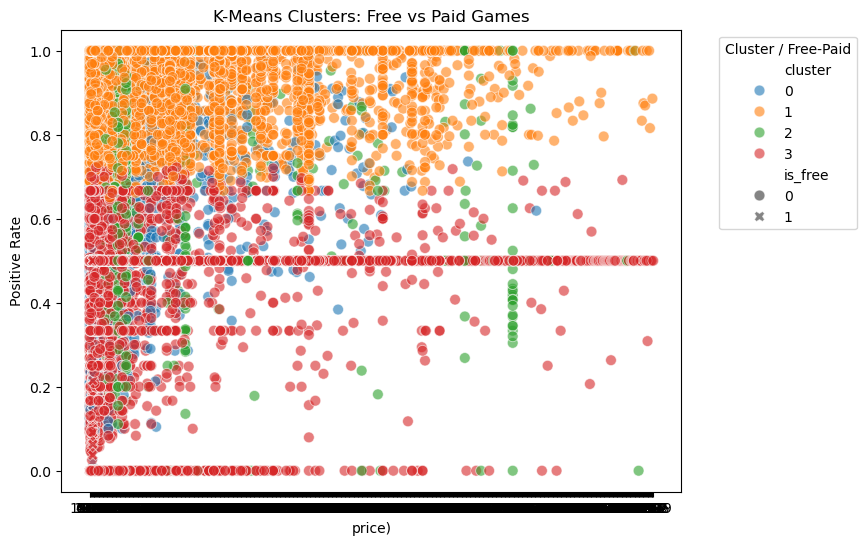 K-Means Clusters: Free vs Paid Games
Positive Rate
1.0
0.8
0.6
0.4
0.2
0.0
price)
Cluster / Free-Paid
cluster
0
1
2
3
is_free
0
1